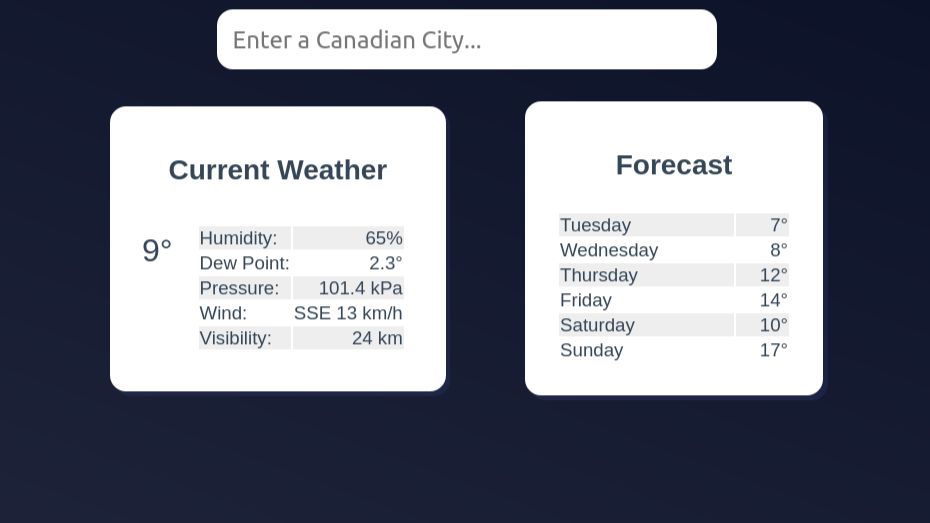 Enter a Canadian City...
Current Weather
9°
Humidity: 65%
Dew Point: 2.3°
Pressure: 101.4 kPa
Wind: SSE 13 km/h
Visibility: 24 km
Forecast
Tuesday 7°
Wednesday 8°
Thursday 12°
Friday 14°
Saturday 10°
Sunday 17°